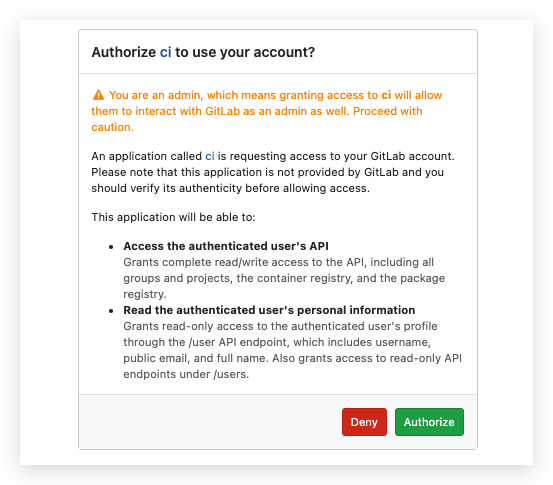 Authorize ci to use your account?
You are an admin, which means granting access to ci will allow
them to interact with GitLab as an admin as well. Proceed with
caution.
An application called ci is requesting access to your GitLab account.
Please note that this application is not provided by GitLab and you
should verify its authenticity before allowing access.
This application will be able to:
• Access the authenticated user's API
Grants complete read/write access to the API, including all
groups and projects, the container registry, and the package
registry.
• Read the authenticated user's personal information
Grants read-only access to the authenticated user's profile
through the /user API endpoint, which includes username,
public email, and full name. Also grants access to read-only API
endpoints under /users.
Deny Authorize